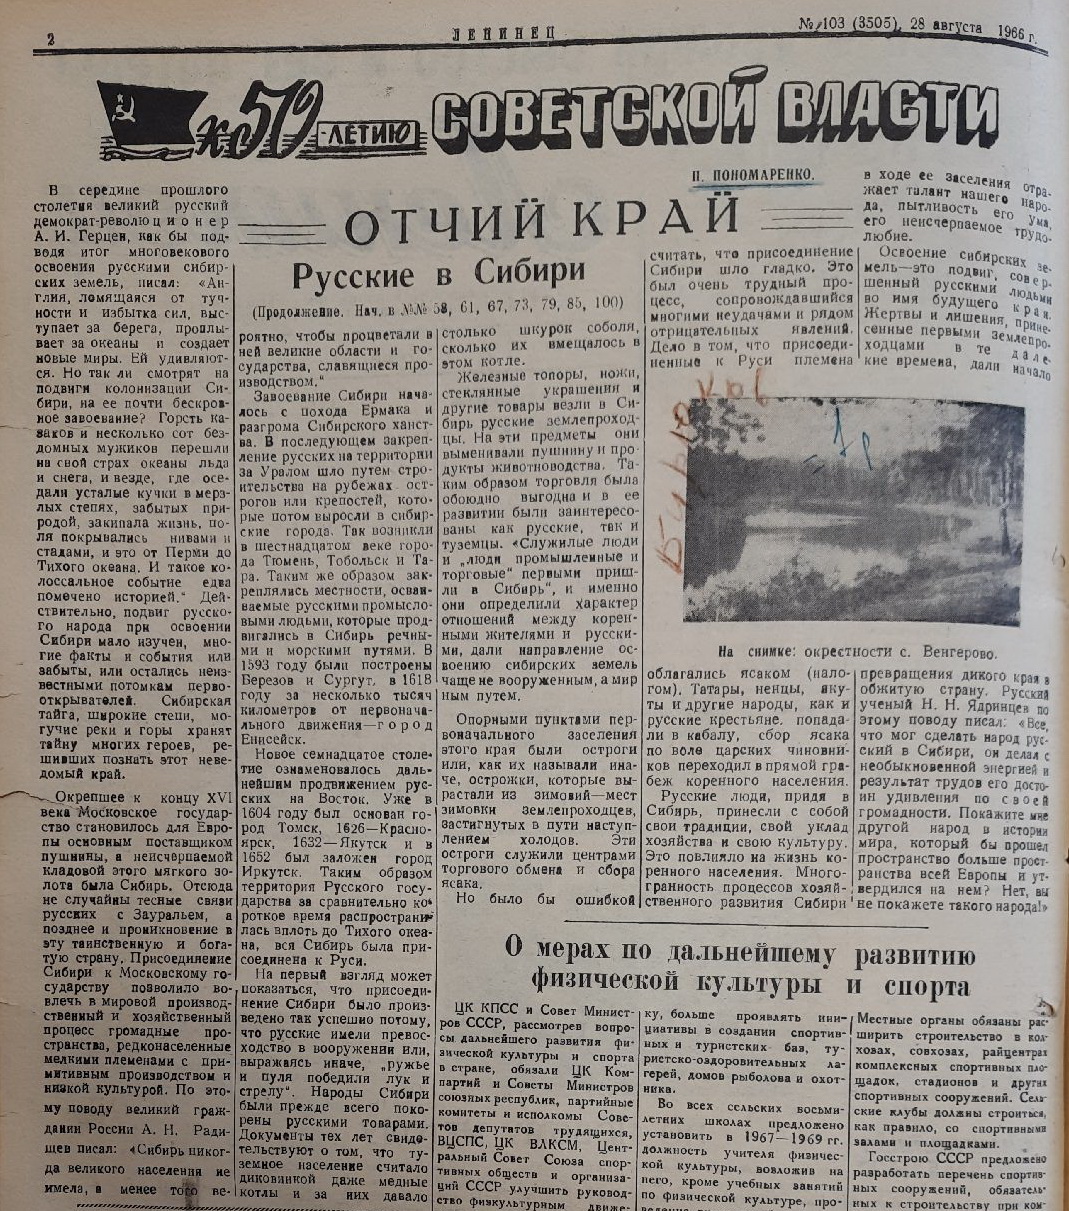 2
ЛЕНИНЕЦ
№ 103 (3505), 28 августа 1966 г.
к 50-ЛЕТИЮ СОВЕТСКОЙ ВЛАСТИ
П. ПОНОМАРЕНКО.
ОТЧИЙ КРАЙ
Русские в Сибири
(Продолжение. Нач. в №№ 58, 61, 67, 73, 79, 85, 100)
В середине прошлого
столетия великий русский
демократ-революционер
А. И. Герцен, как бы под-
водя итог многовекового
освоения русскими сибир-
ских земель, писал: «Ан-
глия, ломящаяся от туч-
ности и избытка сил, выс-
тупает за берега, проплы-
вает за океаны и создает
новые миры. Ей удивляют-
ся. Но так ли смотрят на
подвиги колонизации Си-
бири, на ее почти бескров-
ное завоевание? Горсть ка-
заков и несколько сот без-
домных мужиков перешли
на свой страх океаны льда
и снега, и везде, где осе-
дали усталые кучки в мерз-
лых степях, забытых при-
родой, закипала жизнь, по-
ля покрывались нивами и
стадами, и это от Перми до
Тихого океана. И такое ко-
лоссальное событие едва
помечено историей." Дей-
ствительно, подвиг русско-
го народа при освоении
Сибири мало изучен, мно-
гие факты и события или
забыты, или остались неиз-
вестными потомкам перво-
открывателей. Сибирская
тайга, широкие степи, мо-
гучие реки и горы хранят
тайну многих героев, ре-
шивших познать этот неве-
домый край.
Окрепшее к концу XVI
века Московское государ-
ство становилось для Евро-
пы основным поставщиком
пушнины, а неисчерпаемой
кладовой этого мягкого зо-
лота была Сибирь. Отсюда
не случайны тесные связи
русских с Зауральем, а
позднее и проникновение в
эту таинственную и бога-
тую страну. Присоединение
Сибири к Московскому го-
сударству позволило во-
влечь в мировой производ-
ственный и хозяйственный
процесс громадные про-
странства, редконаселенные
мелкими племенами с при-
митивным производством и
низкой культурой. По это-
му поводу великий граж-
данин России А. Н. Ради-
щев писал: «Сибирь никог-
да великого населения не
имела, а менее того ве-
роятно, чтобы процветали в
ней великие области и го-
сударства, славящиеся про-
изводством."
Завоевание Сибири нача-
лось с похода Ермака и
разгрома Сибирского ханст-
ва. В последующем закреп-
ление русских на территории
за Уралом шло путем стро-
ительства на рубежах ост-
рогов или крепостей, кото-
рые потом выросли в сибир-
ские города. Так возникли
в шестнадцатом веке горо-
да Тюмень, Тобольск и Та-
ра. Таким же образом зак-
реплялись местности, осваи-
ваемые русскими промысло-
выми людьми, которые прод-
вигались в Сибирь речны-
ми и морскими путями. В
1593 году были построены
Березов и Сургут, в 1618
году за несколько тысяч
километров от первонача-
льного движения—город
Енисейск.
Новое семнадцатое столе-
тие ознаменовалось даль-
нейшим продвижением рус-
ских на Восток. Уже в
1604 году был основан го-
род Томск, 1626—Красно-
ярск, 1632—Якутск и в
1652 был заложен город
Иркутск. Таким образом
территория Русского госу-
дарства за сравнительно ко-
роткое время распространи-
лась вплоть до Тихого океа-
на, вся Сибирь была при-
соединена к Руси.
На первый взгляд может
показаться, что присоеди-
нение Сибири было произ-
ведено так успешно потому,
что русские имели превос-
ходство в вооружении или,
выражаясь иначе, „ружье
и пуля победили лук и
стрелу". Народы Сибири
были прежде всего поко-
рены русскими товарами.
Документы тех лет свиде-
тельствуют о том, что ту-
земное население считало
диковинкой даже медные
котлы и за них давало
столько шкурок соболя,
сколько их вмещалось в
этом котле.
Железные топоры, ножи,
стеклянные украшения и
другие товары везли в Си-
бирь русские землепроход-
цы. На эти предметы они
выменивали пушнину и про-
дукты животноводства. Та-
ким образом торговля была
обоюдно выгодна и в ее
развитии были заинтересо-
ваны как русские, так и
туземцы. «Служилые люди
и „люди промышленные и
торговые" первыми приш-
ли в Сибирь", и именно
они определили характер
отношений между корен-
ными жителями и русски-
ми, дали направление ос-
воению сибирских земель
чаще не вооруженным, а мир-
ным путем.
Опорными пунктами пер-
воначального заселения
этого края были остроги
или, как их называли ина-
че, острожки, которые вы-
растали из зимовий—мест
зимовки землепроходцев,
застигнутых в пути наступ-
лением холодов. Эти
остроги служили центрами
торгового обмена и сбора
ясака.
Но было бы ошибкой
считать, что присоединение
Сибири шло гладко. Это
был очень трудный про-
цесс, сопровождавшийся
многими неудачами и рядом
отрицательных явлений.
Дело в том, что присоеди-
ненные к Руси племена
облагались ясаком (нало-
гом). Татары, ненцы, яку-
ты и другие народы, как и
русские крестьяне, попада-
ли в кабалу, сбор ясака
по воле царских чиновни-
ков переходил в прямой гра-
беж коренного населения.
Русские люди, придя в
Сибирь, принесли с собой
свои традиции, свой уклад
хозяйства и свою культуру.
Это повлияло на жизнь ко-
ренного населения. Много-
гранность процессов хозяй-
ственного развития Сибири
в ходе ее заселения отра-
жает талант нашего наро-
да, пытливость его ума,
его неисчерпаемое трудо-
любие.
Освоение сибирских зе-
мель—это подвиг, совер-
шенный русскими людьми
во имя будущего края.
Жертвы и лишения, прине-
сенные первыми землепро-
ходцами в те дале-
кие времена, дали начало
превращения дикого края в
обжитую страну. Русский
ученый Н. Н. Ядринцев по
этому поводу писал: «Все,
что мог сделать народ рус-
ский в Сибири, он делал с
необыкновенной энергией и
результат трудов его досто-
ин удивления по своей
громадности. Покажите мне
другой народ в истории
мира, который бы прошел
пространство больше прост-
ранства всей Европы и ут-
вердился на нем? Нет, вы
не покажете такого народа!»
На снимке: окрестности с. Венгерово.
О мерах по дальнейшему развитию
физической культуры и спорта
ЦК КПСС и Совет Министр-
ров СССР, рассмотрев вопро-
сы дальнейшего развития фи-
зической культуры и спорта
в стране, обязали ЦК Ком-
партий и Советы Министров
союзных республик, партийные
комитеты и исполкомы Сове-
тов депутатов трудящихся,
ВЦСПС, ЦК ВЛКСМ, Цент-
ральный Совет Союза спор-
тивных обществ и организа-
ций СССР улучшить руковод-
ство физкультурным движе-
ку, больше проявлять ини-
циативы в создании спортив-
ных и туристских баз, ту-
ристско-оздоровительных ла-
герей, домов рыболова и охот-
ника.
Во всех сельских восьми-
летних школах предложено
установить в 1967—1969 гг.
должность учителя физичес-
кой культуры, возложив на
него, кроме учебных занятий
по физической культуре, про-
Местные органы обязаны рас-
ширить строительство в кол-
хозах, совхозах, райцентрах
комплексных спортивных пло-
щадок, стадионов и других
спортивных сооружений. Сель-
ские клубы должны строиться,
как правило, со спортивными
залами и площадками.
Госстрою СССР предложено
разработать перечень спортив-
ных сооружений, обязатель-
ных к строительству при ком-